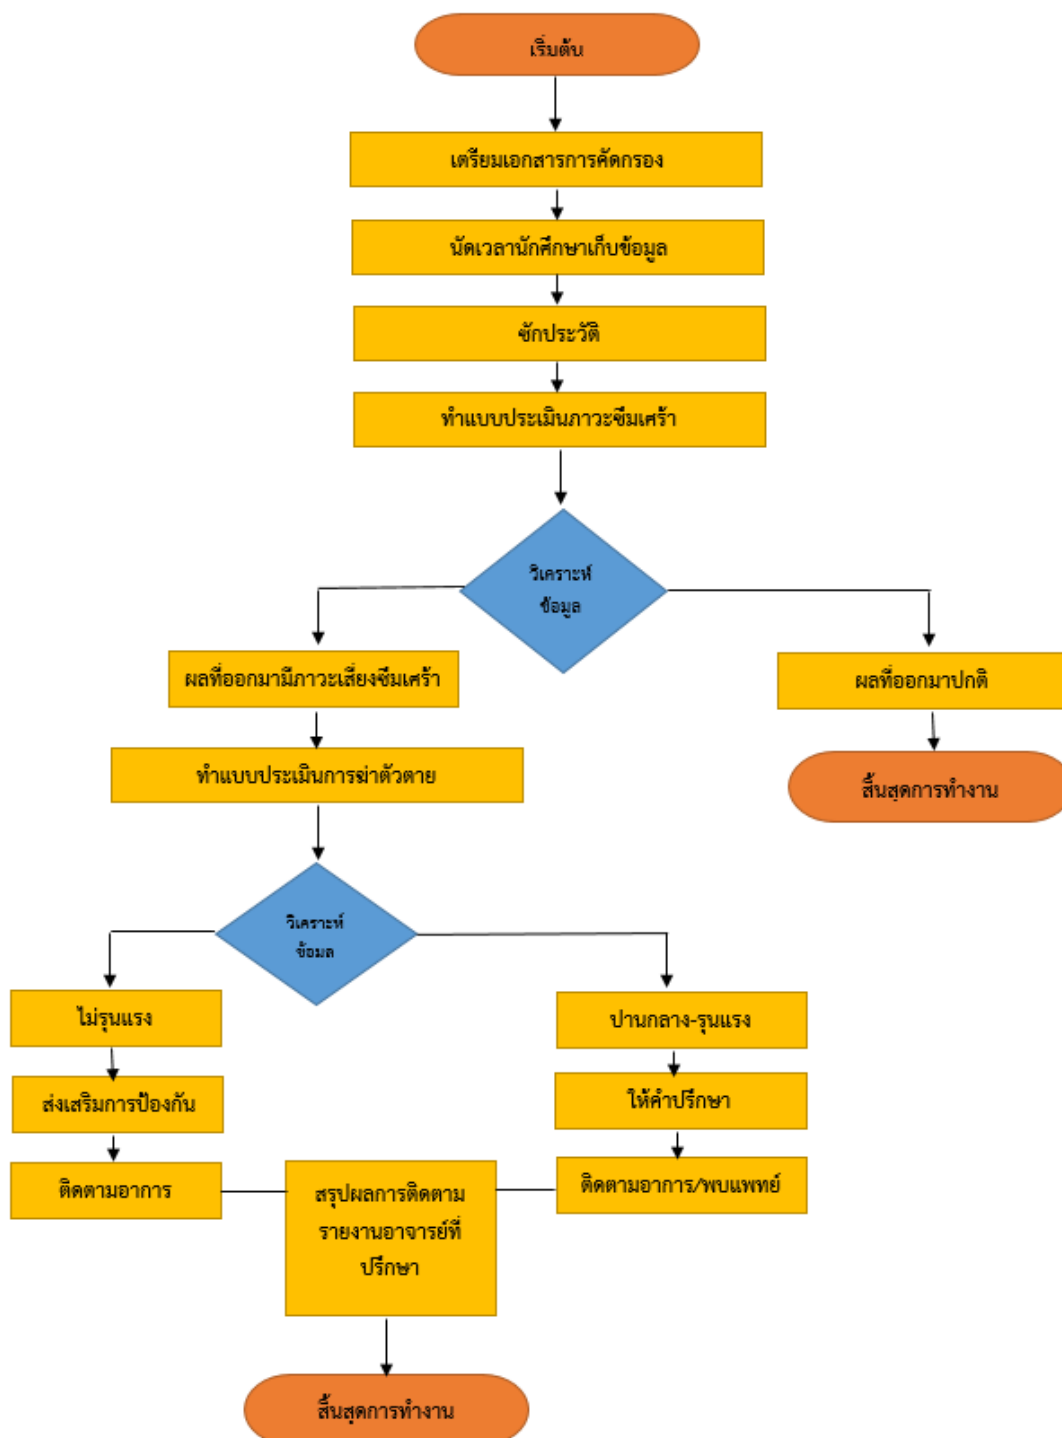 เริ่มต้น
เตรียมเอกสารการคัดกรอง
นัดเวลานักศึกษาเก็บข้อมูล
ซักประวัติ
ทำแบบประเมินภาวะซึมเศร้า
วิเคราะห์
ข้อมูล
ผลที่ออกมามีภาวะเสี่ยงซึมเศร้า
ผลที่ออกมาปกติ
ทำแบบประเมินการฆ่าตัวตาย
สิ้นสุดการทำงาน
วิเคราะห์
ข้อมูล
ไม่รุนแรง
ปานกลาง-รุนแรง
ส่งเสริมการป้องกัน
ให้คำปรึกษา
ติดตามอาการ
สรุปผลการติดตาม
รายงานอาจารย์ที่
ปรึกษา
ติดตามอาการ/พบแพทย์
สิ้นสุดการทำงาน